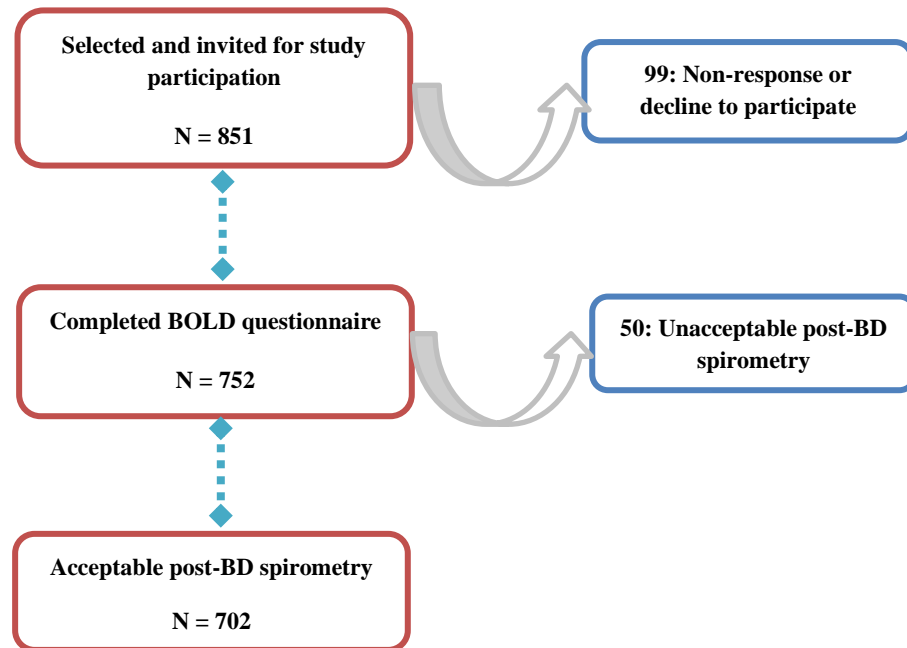 Selected and invited for study
participation
N = 851
99: Non-response or
decline to participate
Completed BOLD questionnaire
N = 752
50: Unacceptable post-BD
spirometry
Acceptable post-BD spirometry
N = 702